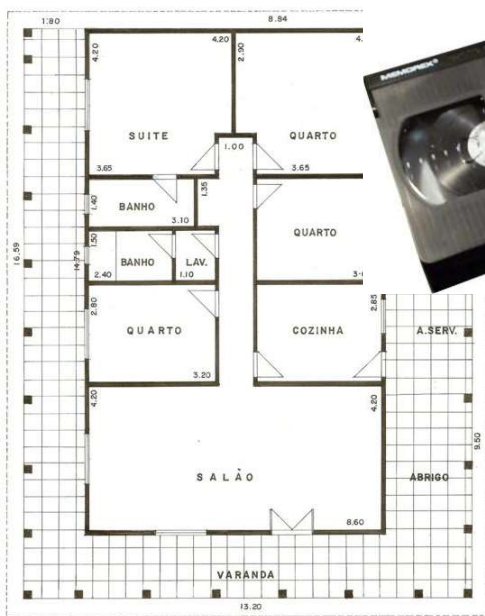 1.80 8.84
4.20 4.20 2.90
MEMOREX
SUITE QUARTO
1.00
3.65 3.65
1.40 BANHO 1.35
3.10
QUARTO
1.50 BANHO LAV.
16.59 14.79
2.40 1.10
2.80 2.85
QUARTO COZINHA A.SERV.
3.20
4.20 4.20
9.50
SALÃO ABRIGO
8.60
VARANDA
13.20